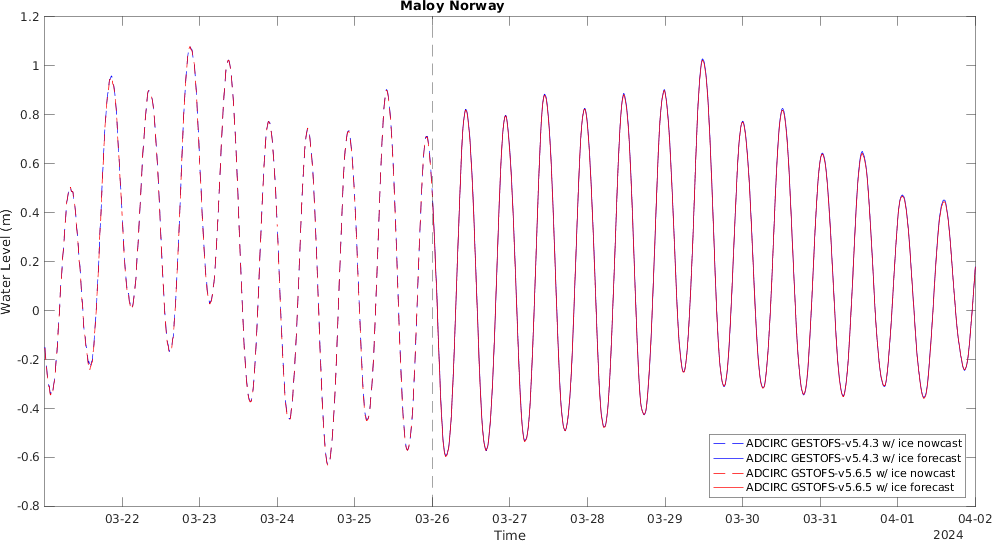 Maloy Norway
1.2
1
0.8
0.6
0.4
0.2
0
-0.2
-0.4
-0.6
-0.8
Water Level (m)
03-22 03-23 03-24 03-25 03-26 03-27 03-28 03-29 03-30 03-31 04-01 04-02
Time
2024
ADCIRC GESTOFS-v5.4.3 w/ ice nowcast
ADCIRC GESTOFS-v5.4.3 w/ ice forecast
ADCIRC GSTOFS-v5.6.5 w/ ice nowcast
ADCIRC GSTOFS-v5.6.5 w/ ice forecast